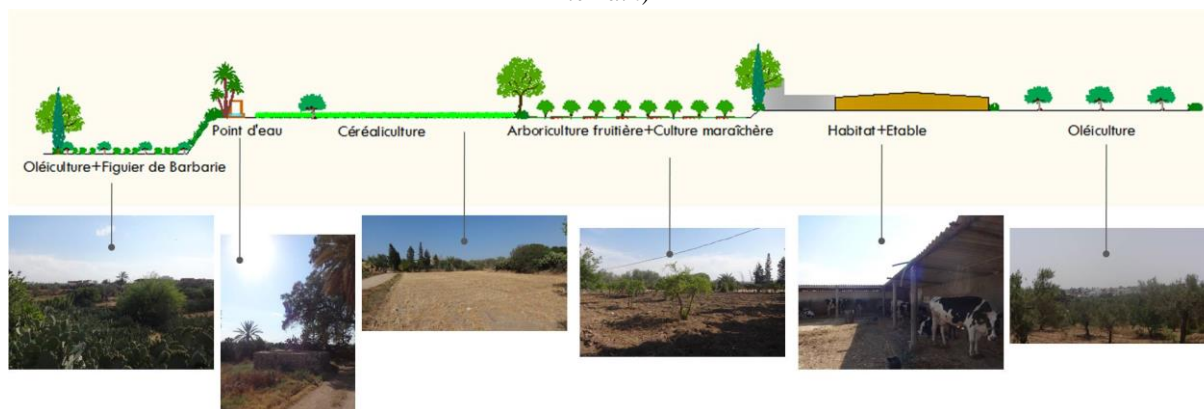 Point d'eau
Céréaliculture
Arboriculture fruitière+Culture maraîchère
Habitat+Etable
Oléiculture
Oléiculture+Figuier de Barbarie